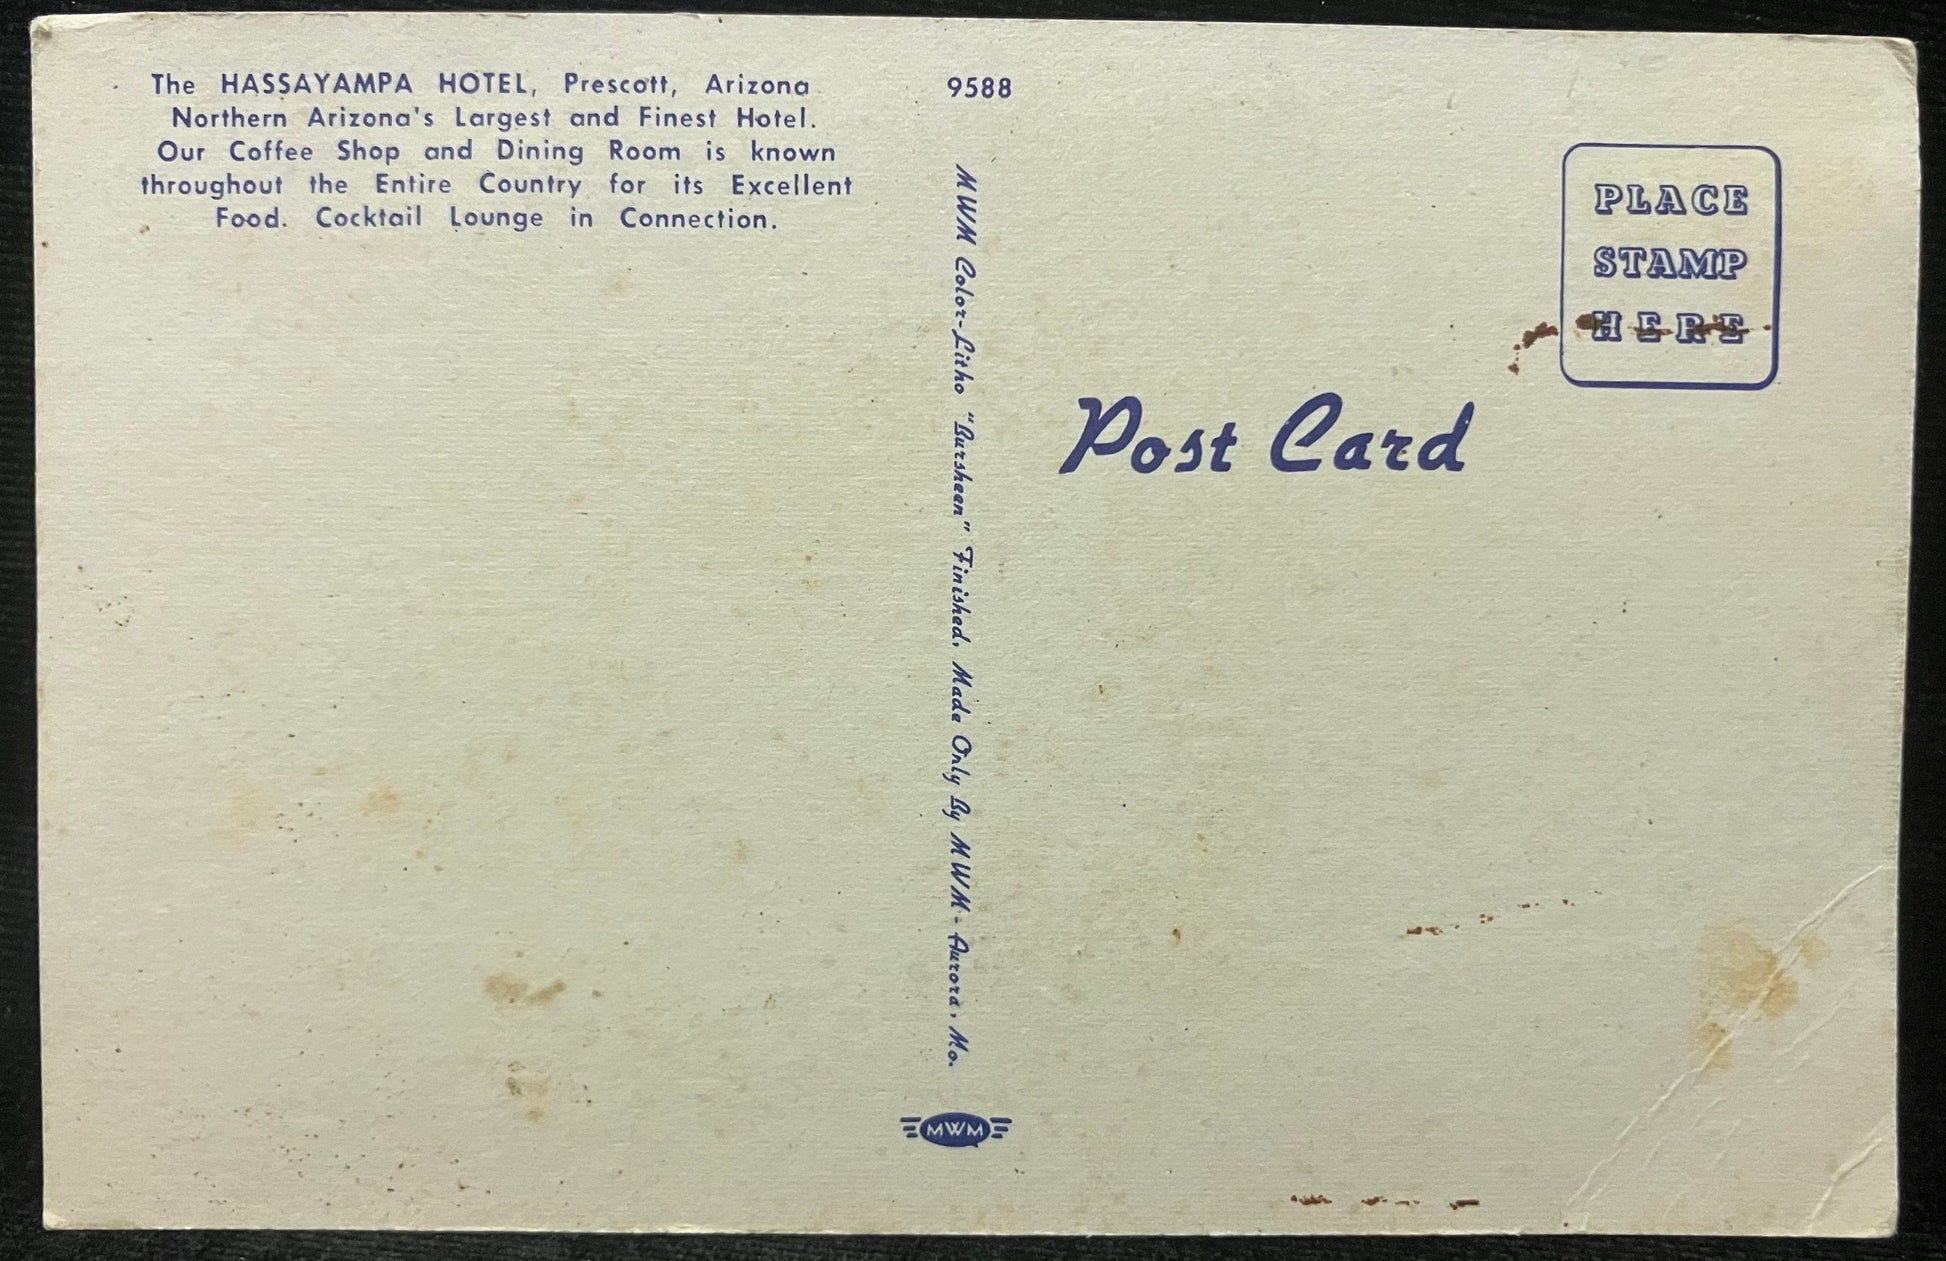 The HASSAYAMPA HOTEL, Prescott, Arizona
Northern Arizona's Largest and Finest Hotel.
Our Coffee Shop and Dining Room is known
throughout the Entire Country for its Excellent
Food. Cocktail Lounge in Connection.
9588
MWM Color-Litho "Bursheen" Finished, Made Only By MWM - Aurora, Mo.
MWM
PLACE
STAMP
HERE
Post Card